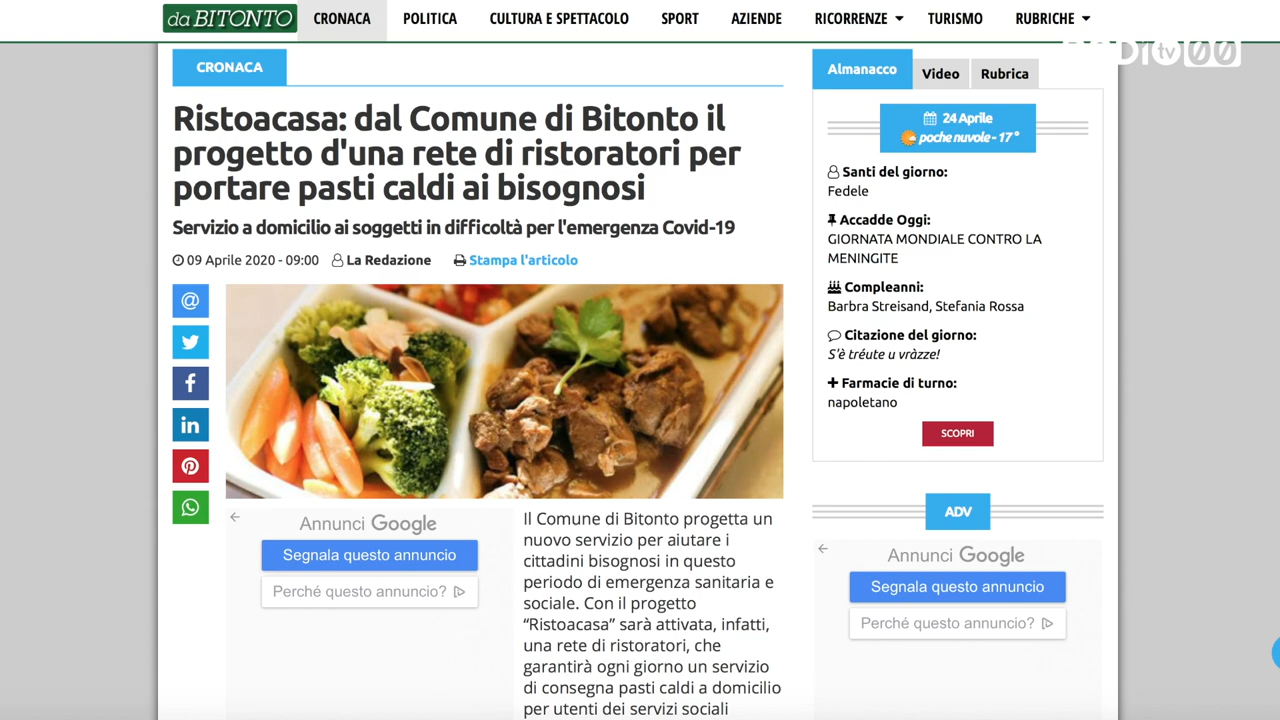 da BITONTO
CRONACA
POLITICA
CULTURA E SPETTACOLO
SPORT
AZIENDE
RICORRENZE
TURISMO
RUBRICHE
CRONACA
Ristoacasa: dal Comune di Bitonto il
progetto d'una rete di ristoratori per
portare pasti caldi ai bisognosi
Servizio a domicilio ai soggetti in difficoltà per l'emergenza Covid-19
09 Aprile 2020 - 09:00 La Redazione Stampa l'articolo
Annunci Google
Segnala questo annuncio
Perché questo annuncio?
Il Comune di Bitonto progetta un
nuovo servizio per aiutare i
cittadini bisognosi in questo
periodo di emergenza sanitaria e
sociale. Con il progetto
“Ristoacasa” sarà attivata, infatti,
una rete di ristoratori, che
garantirà ogni giorno un servizio
di consegna pasti caldi a domicilio
per utenti dei servizi sociali
Almanacco
Video
Rubrica
24 Aprile
poche nuvole - 17 °
Santi del giorno:
Fedele
Accadde Oggi:
GIORNATA MONDIALE CONTRO LA
MENINGITE
Compleanni:
Barbra Streisand, Stefania Rossa
Citazione del giorno:
S'è tréute u vràzze!
Farmacie di turno:
napoletano
SCOPRI
ADV
Annunci Google
Segnala questo annuncio
Perché questo annuncio?
tv